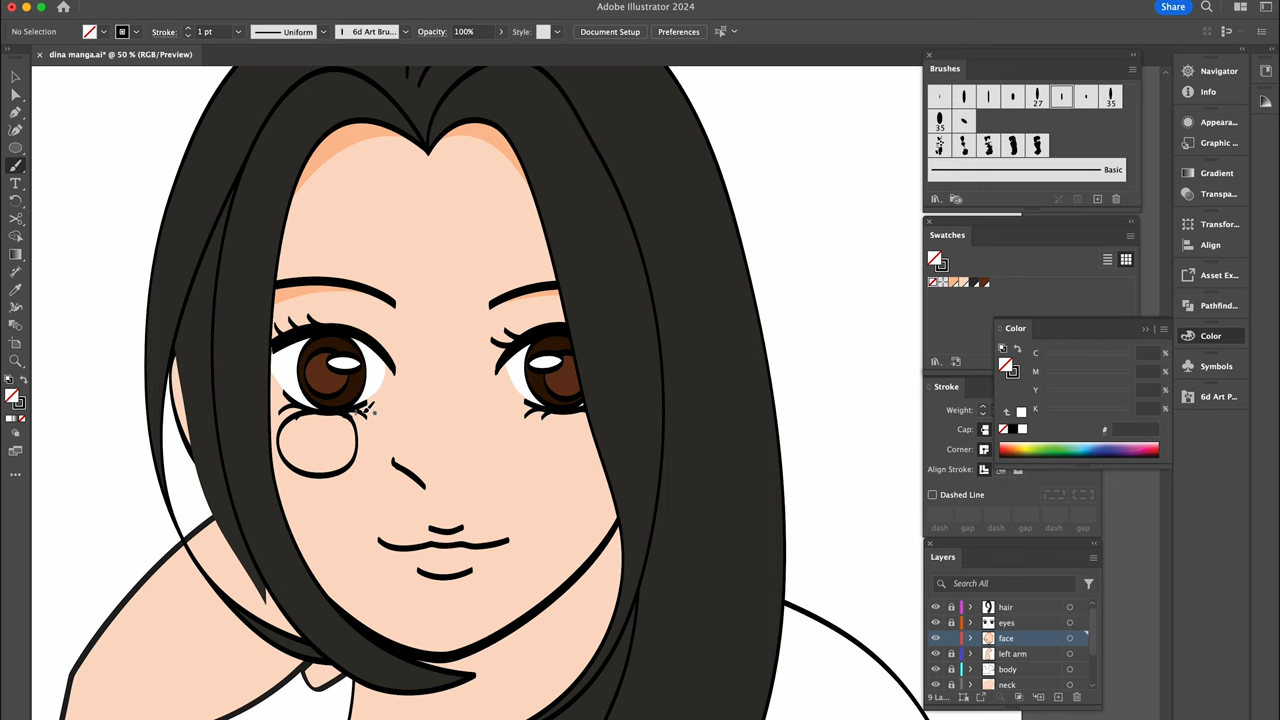 Adobe Illustrator 2024
Share
No Selection
Stroke:
1 pt
Uniform
6d Art Bru...
Opacity:
100%
Style:
Document Setup
Preferences
dina manga.ai* @ 50 % (RGB/Preview)
Brushes
27
35
35
Basic
Swatches
Color
C
%
M
%
Y
%
K
%
#
Stroke
Weight:
Cap:
Corner:
Align Stroke:
Dashed Line
dash
gap
dash
gap
dash
gap
Layers
Search All
hair
eyes
face
left arm
body
neck
9 La...
Navigator
Info
Appeara...
Graphic ...
Gradient
Transpa...
Transfor...
Align
Asset Ex...
Pathfind...
Color
Symbols
6d Art P...